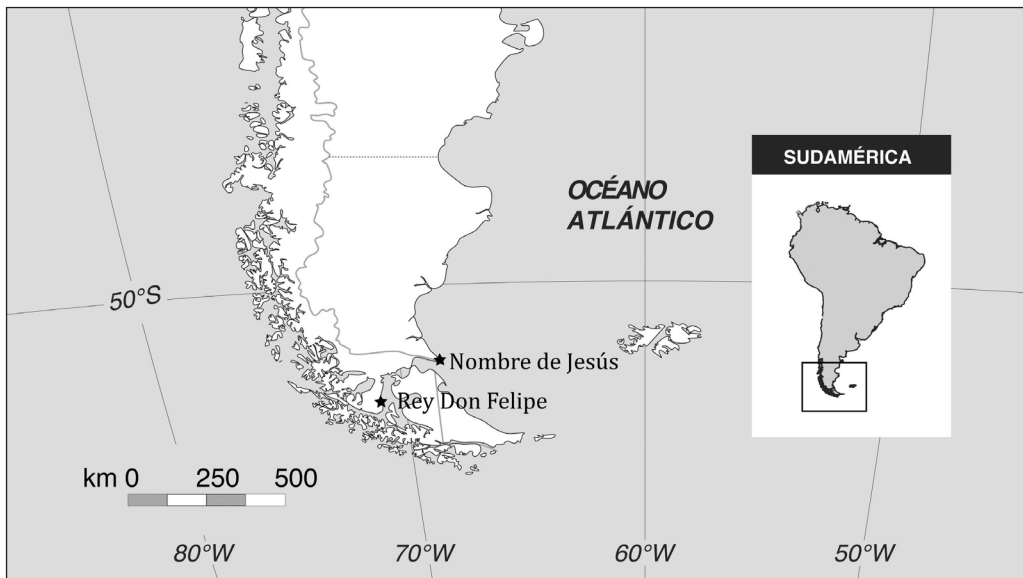 SUDAMÉRICA
OCÉANO
ATLÁNTICO
50°S
Nombre de Jesús
Rey Don Felipe
km 0 250 500
80°W 70°W 60°W 50°W